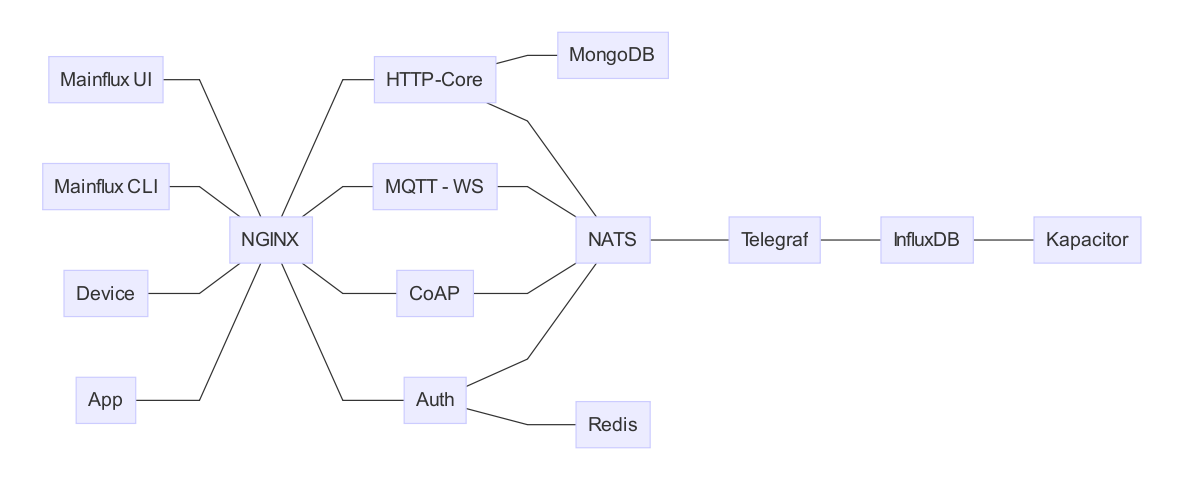 Mainflux UI
Mainflux CLI
Device
App
NGINX
HTTP-Core
MQTT - WS
CoAP
Auth
MongoDB
NATS
Redis
Telegraf
InfluxDB
Kapacitor